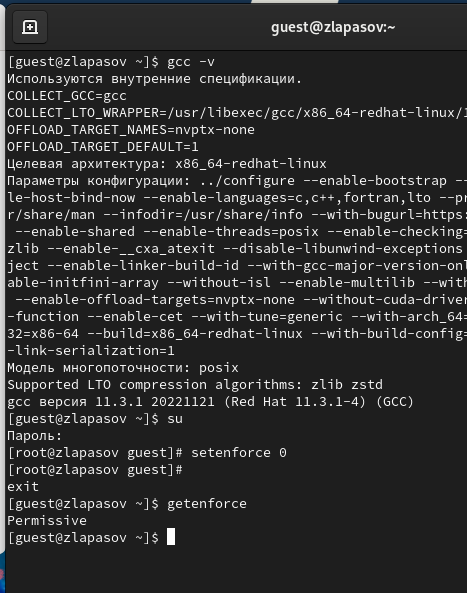 guest@zlapasov:~
[guest@zlapasov ~]$ gcc -v
Используются внутренние спецификации.
COLLECT_GCC=gcc
COLLECT_LTO_WRAPPER=/usr/libexec/gcc/x86_64-redhat-linux/1
OFFLOAD_TARGET_NAMES=nvptx-none
OFFLOAD_TARGET_DEFAULT=1
Целевая архитектура: x86_64-redhat-linux
Параметры конфигурации: ../configure --enable-bootstrap --
le-host-bind-now --enable-languages=c,c++,fortran,lto --pr
r/share/man --infodir=/usr/share/info --with-bugurl=https:
--enable-shared --enable-threads=posix --enable-checking=
zlib --enable-__cxa_atexit --disable-libunwind-exceptions
ject --enable-linker-build-id --with-gcc-major-version-onl
able-initfini-array --without-isl --enable-multilib --with
--enable-offload-targets=nvptx-none --without-cuda-driver
-function --enable-cet --with-tune=generic --with-arch_64=
32=x86-64 --build=x86_64-redhat-linux --with-build-config=
-link-serialization=1
Модель многопоточности: posix
Supported LTO compression algorithms: zlib zstd
gcc версия 11.3.1 20221121 (Red Hat 11.3.1-4) (GCC)
[guest@zlapasov ~]$ su
Пароль:
[root@zlapasov guest]# setenforce 0
[root@zlapasov guest]#
exit
[guest@zlapasov ~]$ getenforce
Permissive
[guest@zlapasov ~]$